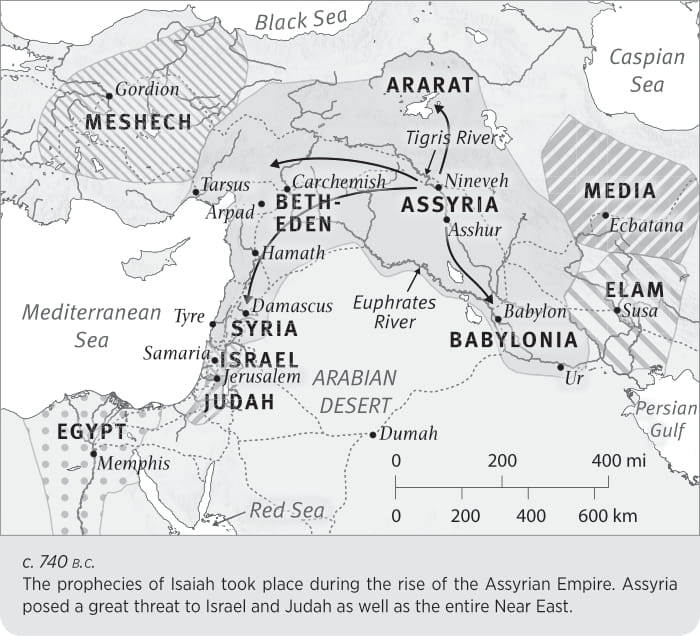 Black Sea
Caspian
Sea
ARARAT
Gordion
MESHECH
Tigris River
Tarsus
Carchemish
Nineveh
MEDIA
Arpad
BETH-
EDEN
ASSYRIA
Asshur
Ecbatana
Hamath
ELAM
Mediterranean
Sea
Tyre
Damascus
Euphrates
River
Babylon
Susa
SYRIA
BABYLONIA
Samaria
ISRAEL
Jerusalem
ARABIAN
DESERT
Ur
JUDAH
Persian
Gulf
EGYPT
Dumah
Memphis
0 200 400 mi
0 200 400 600 km
Red Sea
c. 740 B.C.
The prophecies of Isaiah took place during the rise of the Assyrian Empire. Assyria
posed a great threat to Israel and Judah as well as the entire Near East.